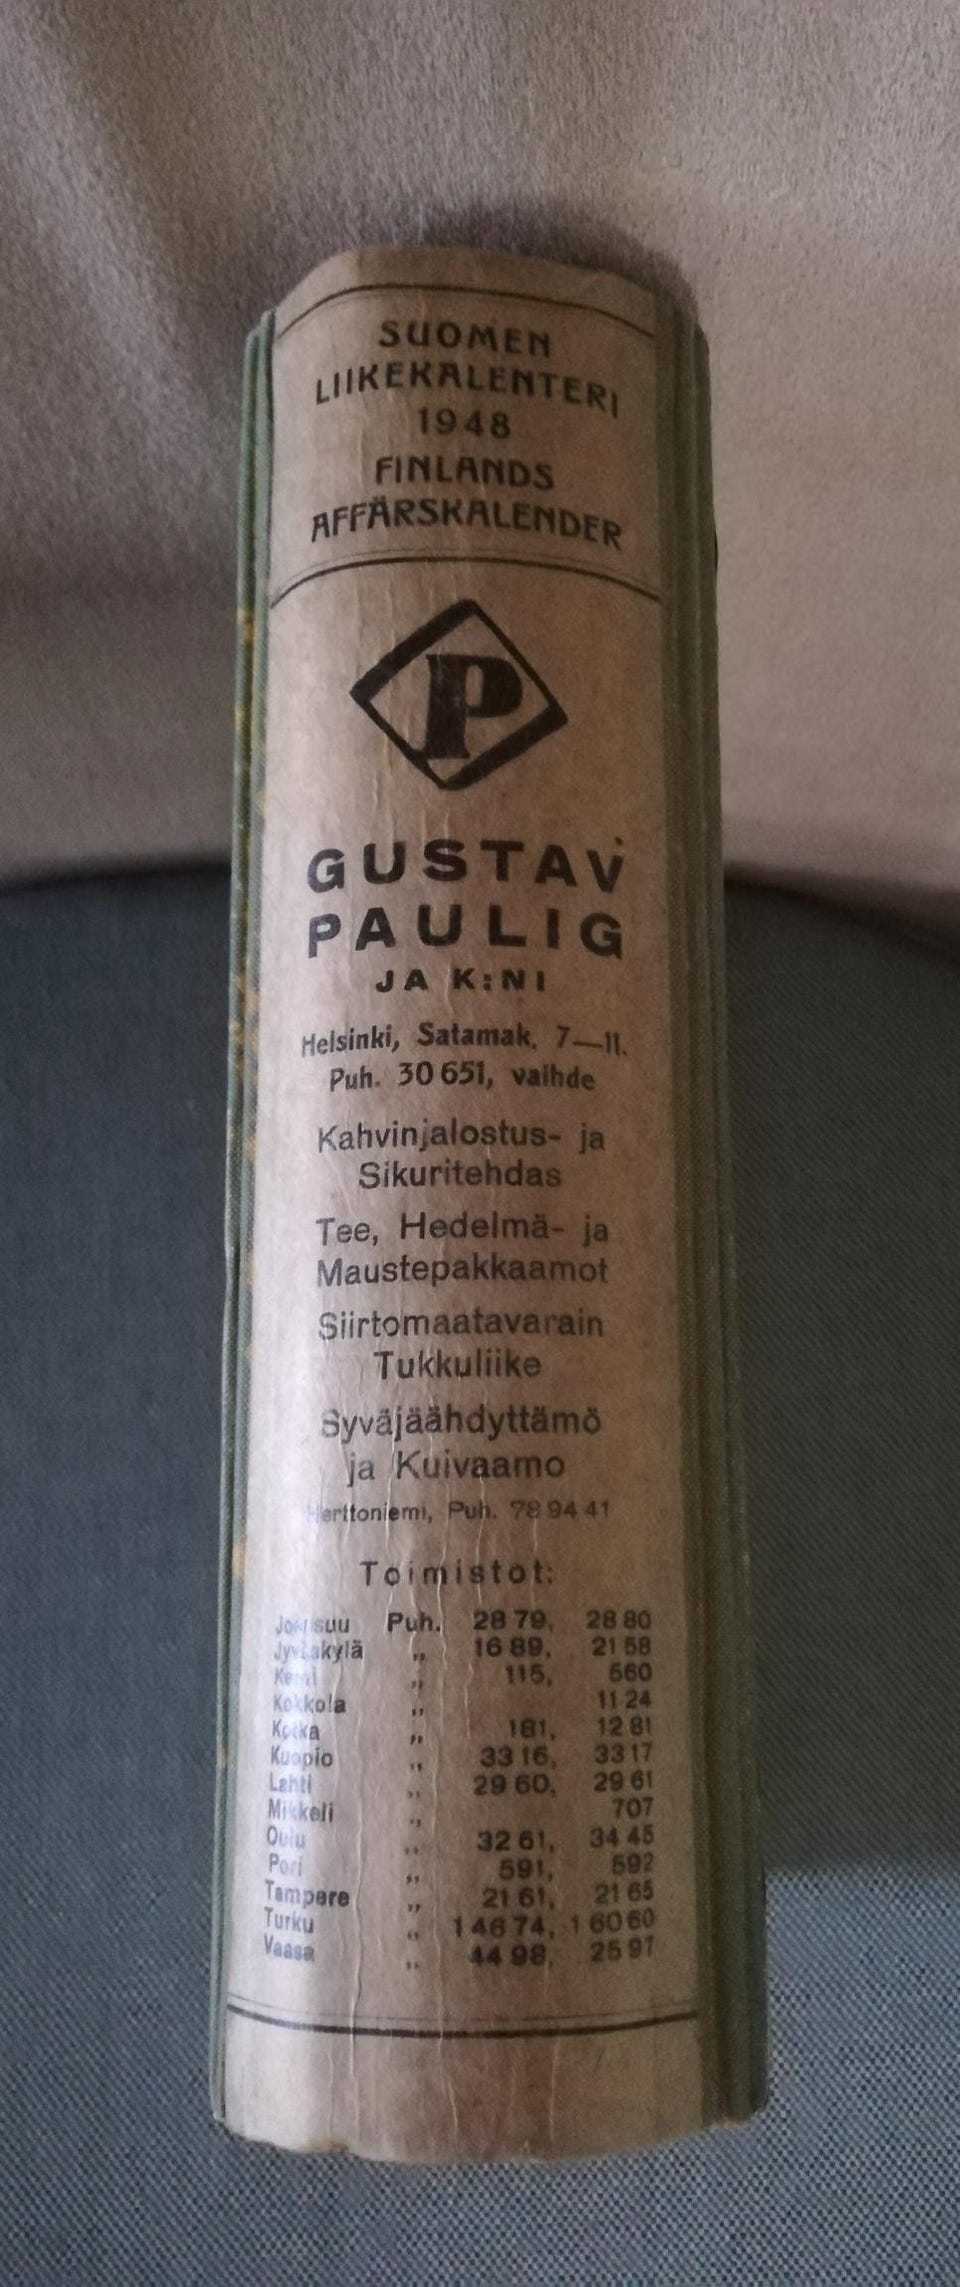 SUOMEN
LIIKEKALENTERI
1948
FINLANDS
AFFÄRSKALENDER
P
GUSTAV
PAULIG
JA K:NI
Helsinki, Satamak. 7—11.
Puh. 30 651, vaihde
Kahvinjalostus- ja
Sikuritehdas
Tee, Hedelmä- ja
Maustepakkaamot
Siirtomaatavarain
Tukkuliike
Syväjäähdyttämö
ja Kuivaamo
Herttoniemi, Puh. 78 94 41
Toimistot:
Joensuu Puh. 28 79, 28 80
Jyväskylä „ 16 89, 21 58
Kemi „ 115, 560
Kokkola „ 11 24
Kotka „ 181, 12 81
Kuopio „ 33 16, 33 17
Lahti „ 29 60, 29 61
Mikkeli „ 707
Oulu „ 32 61, 34 45
Pori „ 591, 592
Tampere „ 21 61, 21 65
Turku „ 1 46 74, 1 60 60
Vaasa „ 44 98, 25 97